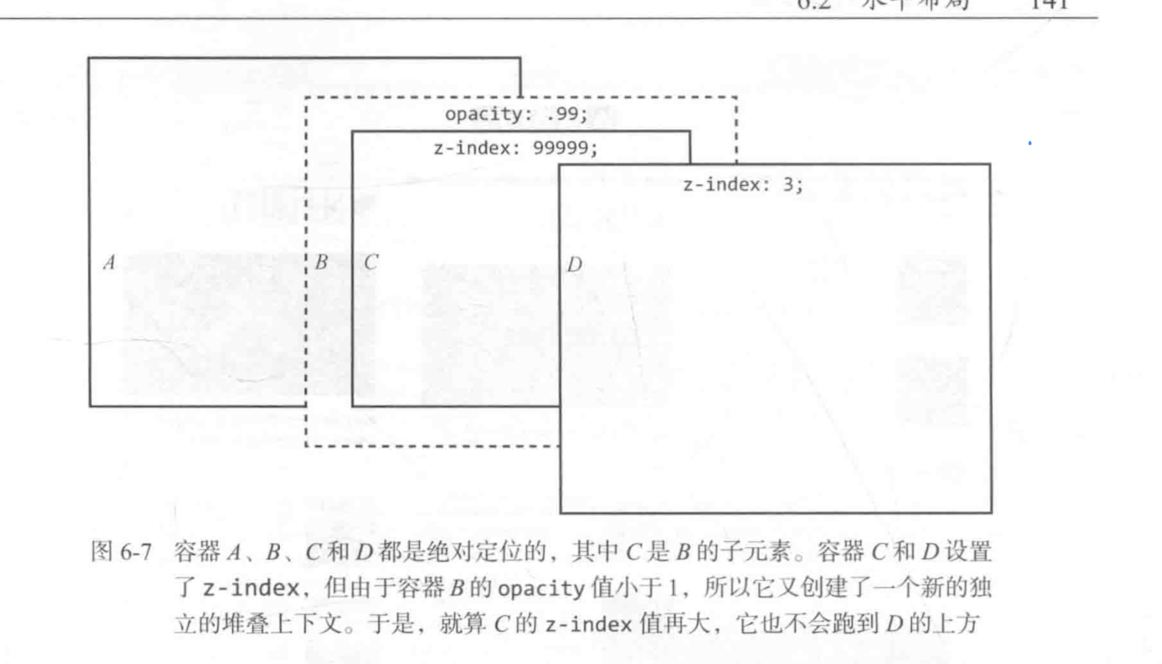 6.2 水平布局 141
opacity: .99;
z-index: 99999;
z-index: 3;
A B C D
图 6-7 容器 A、B、C 和 D 都是绝对定位的，其中 C 是 B 的子元素。容器 C 和 D 设置
了 z-index，但由于容器 B 的 opacity 值小于 1，所以它又创建了一个新的独
立的堆叠上下文。于是，就算 C 的 z-index 值再大，它也不会跑到 D 的上方